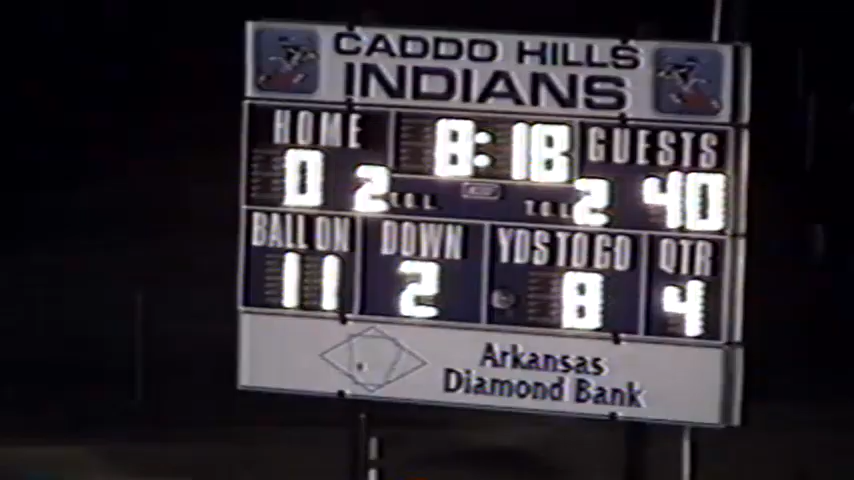 CADDO HILLS
INDIANS
HOME 8:18 GUESTS
0 2 T.O.L. T.O.L. 2 40
BALL ON DOWN YDS TO GO QTR
11 2 8 4
Arkansas
Diamond Bank